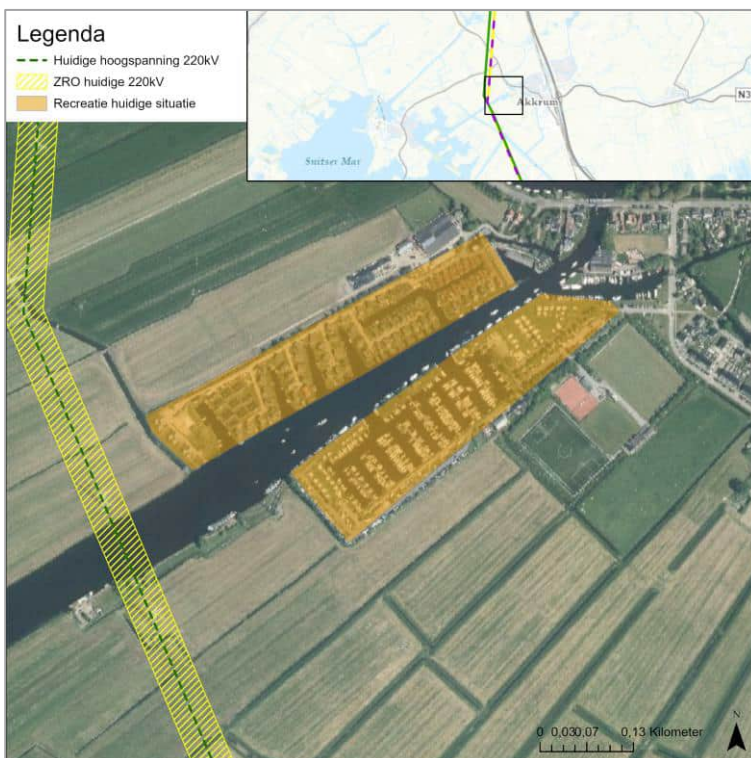 Legenda
Huidige hoogspanning 220kV
ZRO huidige 220kV
Recreatie huidige situatie
Akkrum
N3
Snitser Mar
N
0 0,030,07 0,13 Kilometer